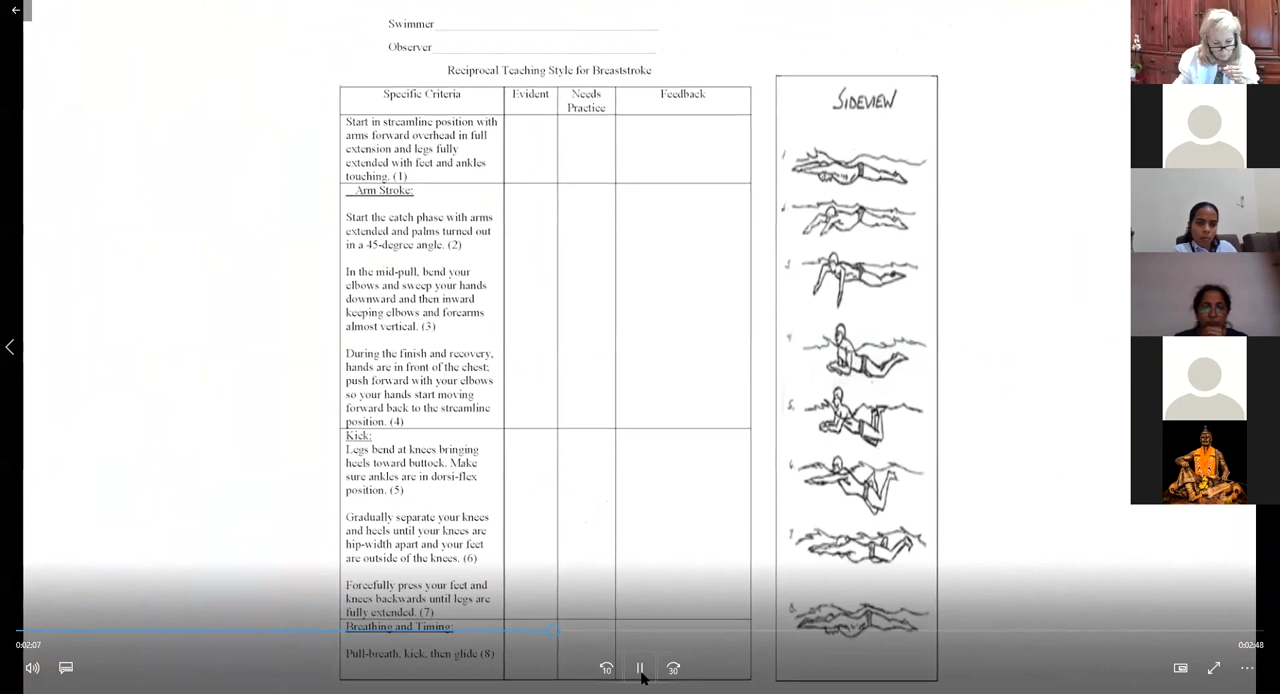 Swimmer
Observer
Reciprocal Teaching Style for Breaststroke
Specific Criteria
Evident
Needs
Practice
Feedback
Start in streamline position with
arms forward overhead in full
extension and legs fully
extended with feet and ankles
touching. (1)
Arm Stroke:
Start the catch phase with arms
extended and palms turned out
in a 45-degree angle. (2)
In the mid-pull, bend your
elbows and sweep your hands
downward and then inward
keeping elbows and forearms
almost vertical. (3)
During the finish and recovery,
hands are in front of the chest;
push forward with your elbows
so your hands start moving
forward back to the streamline
position. (4)
Kick:
Legs bend at knees bringing
heels toward buttock. Make
sure ankles are in dorsi-flex
position. (5)
Gradually separate your knees
and heels until your knees are
hip-width apart and your feet
are outside of the knees. (6)
Forcefully press your feet and
knees backwards until legs are
fully extended. (7)
Breathing and Timing:
Pull-breath, kick, then glide (8)
SIDEVIEW
1
3
4
5.
6
7
8.
0:02:07
0:02:48
10
30